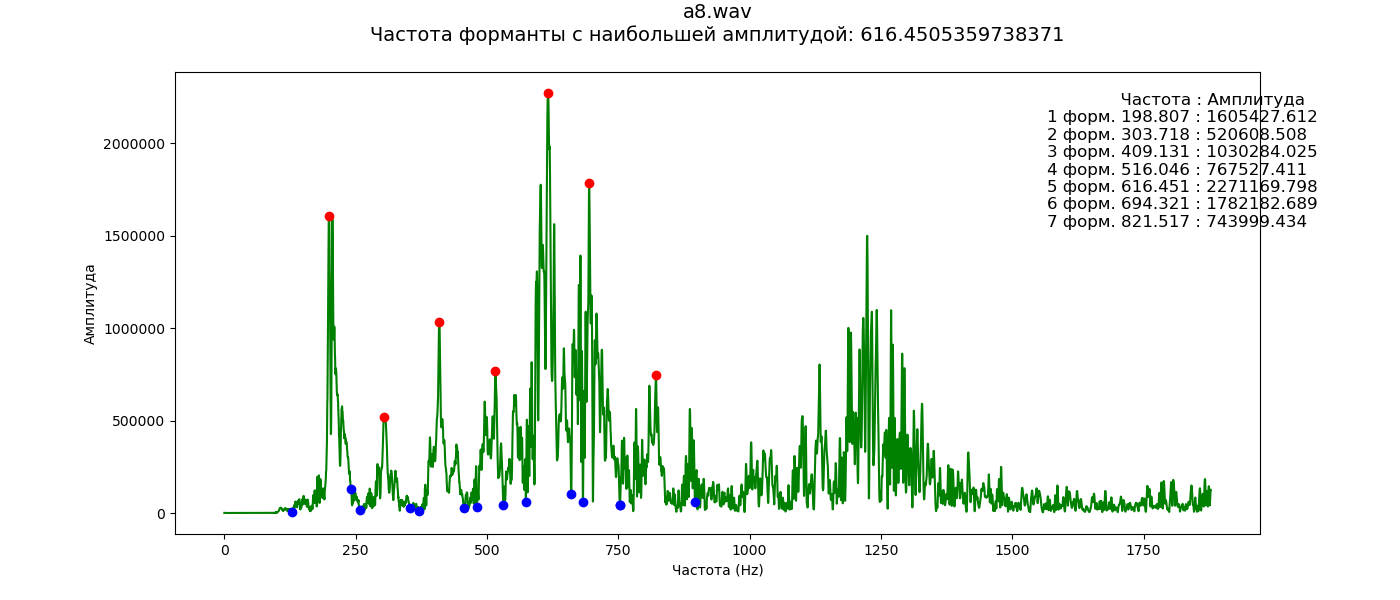 a8.wav
Частота форманты с наибольшей амплитудой: 616.4505359738371
Частота : Амплитуда
1 форм. 198.807 : 1605427.612
2 форм. 303.718 : 520608.508
3 форм. 409.131 : 1030284.025
4 форм. 516.046 : 767527.411
5 форм. 616.451 : 2271169.798
6 форм. 694.321 : 1782182.689
7 форм. 821.517 : 743999.434
2000000
1500000
1000000
500000
0
Амплитуда
0 250 500 750 1000 1250 1500 1750
Частота (Hz)